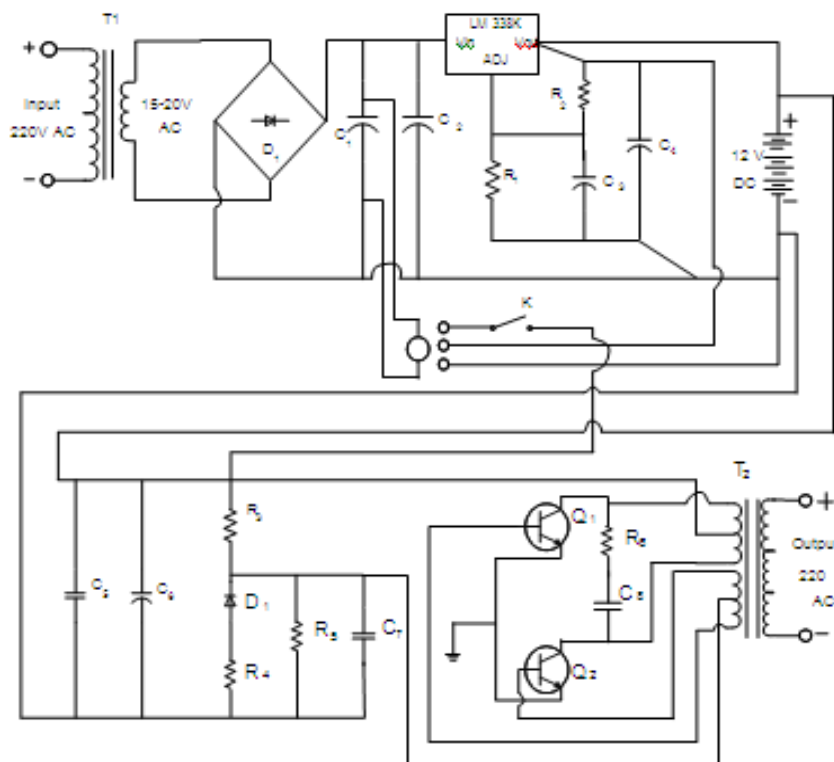 T1
LM 338K
Vin
Vout
ADJ
+
Input
220V AC
-
15-20V
AC
D1
C1
C2
R1
R2
C3
C4
+
12 V
DC
-
K
R3
C5
C6
D1
R4
R5
C7
Q1
R6
C8
Q2
T2
+
Output
220
AC
-